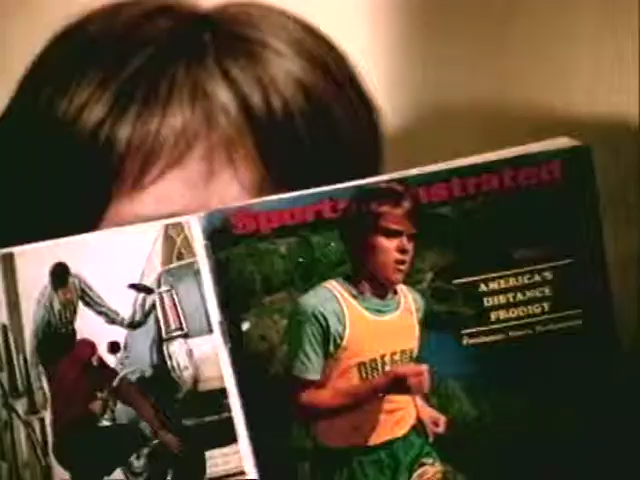 Sports Illustrated
AMERICA'S
DISTANCE
PRODIGY
OREGON